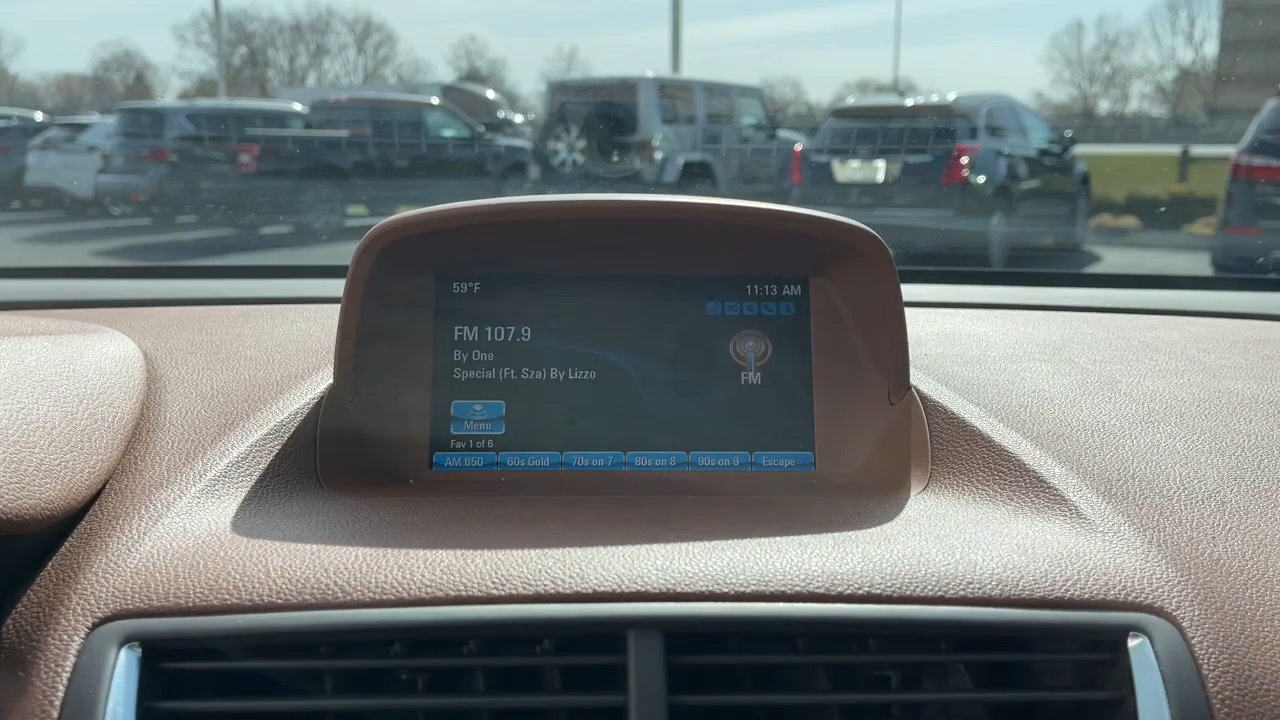 59°F
11:13 AM
FM 107.9
By One
Special (Ft. Sza) By Lizzo
FM
Menu
Fav 1 of 6
AM 850 60s Gold 70s on 7 80s on 8 90s on 9 Escape